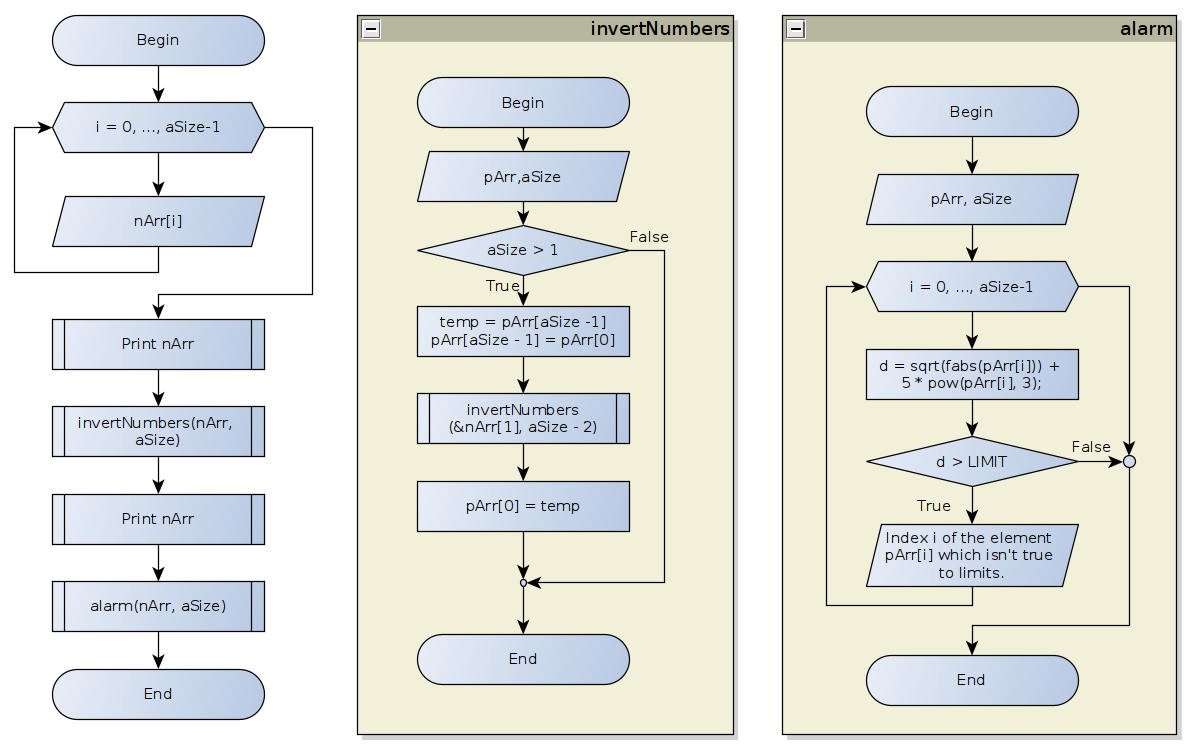 Begin
i = 0, ..., aSize-1
nArr[i]
Print nArr
invertNumbers(nArr,
aSize)
Print nArr
alarm(nArr, aSize)
End
invertNumbers
Begin
pArr,aSize
aSize > 1
False
True
temp = pArr[aSize -1]
pArr[aSize - 1] = pArr[0]
invertNumbers
(&nArr[1], aSize - 2)
pArr[0] = temp
End
alarm
Begin
pArr, aSize
i = 0, ..., aSize-1
d = sqrt(fabs(pArr[i])) +
5 * pow(pArr[i], 3);
d > LIMIT
False
True
Index i of the element
pArr[i] which isn't true
to limits.
End